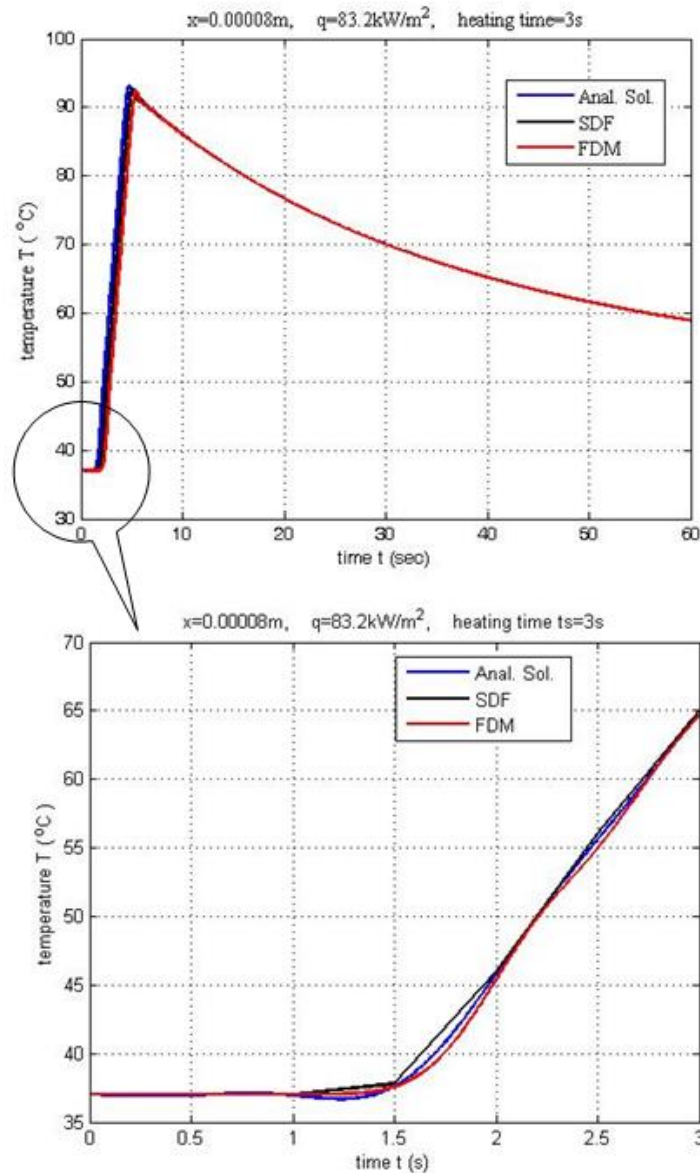 x=0.00008m, q=83.2kW/m², heating time=3s
100
90
80
70
60
50
40
30
temperature T ( °C)
Anal. Sol.
SDF
FDM
0 10 20 30 40 50 60
time t (sec)
x=0.00008m, q=83.2kW/m², heating time ts=3s
70
65
60
55
50
45
40
35
temperature T (°C)
Anal. Sol.
SDF
FDM
0 0.5 1 1.5 2 2.5 3
time t (s)